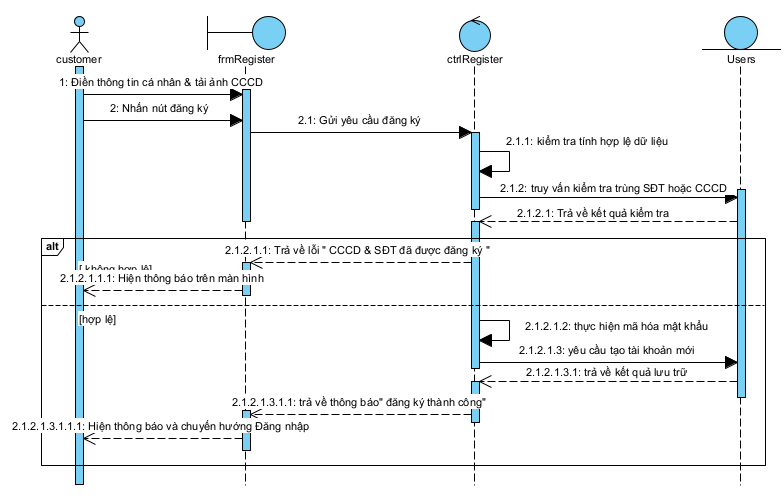 customer
frmRegister
ctrlRegister
Users
1: Điền thông tin cá nhân & tải ảnh CCCD
2: Nhấn nút đăng ký
2.1: Gửi yêu cầu đăng ký
2.1.1: kiểm tra tính hợp lệ dữ liệu
2.1.2: truy vấn kiểm tra trùng SĐT hoặc CCCD
2.1.2.1: Trả về kết quả kiểm tra
alt
2.1.2.1.1: Trả về lỗi " CCCD & SĐT đã được đăng ký "
[ không hợp lệ]
2.1.2.1.1.1: Hiện thông báo trên màn hình
[hợp lệ]
2.1.2.1.2: thực hiện mã hóa mật khẩu
2.1.2.1.3: yêu cầu tạo tài khoản mới
2.1.2.1.3.1: trả về kết quả lưu trữ
2.1.2.1.3.1.1: trả về thông báo" đăng ký thành công"
2.1.2.1.3.1.1.1: Hiện thông báo và chuyển hướng Đăng nhập